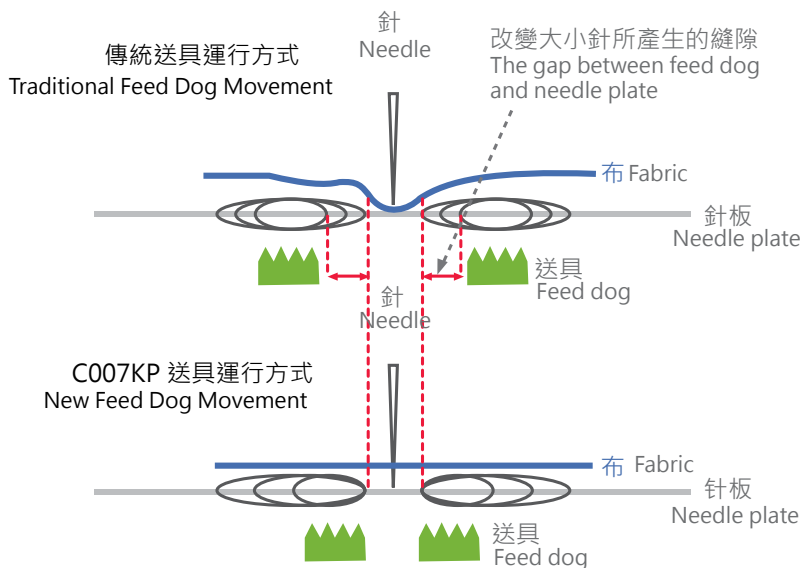 針
Needle
改變大小針所產生的縫隙
The gap between feed dog
and needle plate
傳統送具運行方式
Traditional Feed Dog Movement
布 Fabric
針板
Needle plate
送具
Feed dog
針
Needle
C007KP 送具運行方式
New Feed Dog Movement
布 Fabric
针板
Needle plate
送具
Feed dog